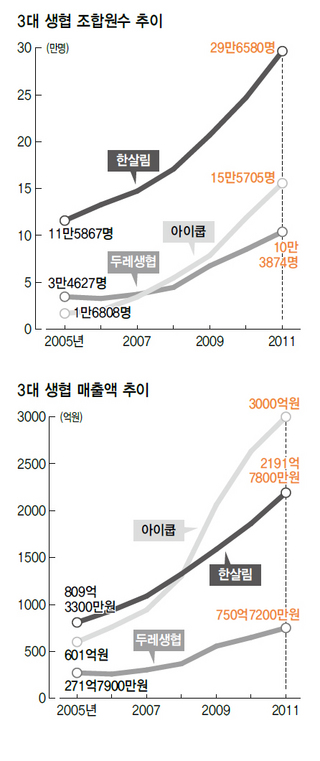 3대 생협 조합원수 추이
30 (만명)
29만6580명
25
20
한살림
15만5705명
15
11만5867명
아이쿱
10
두레생협
10만
3874명
3만4627명
5
1만6808명
0
2005년 2007 2009 2011
3대 생협 매출액 추이
3000억원
3000 (억원)
2191억
7800만원
2500
2000
아이쿱
1500
한살림
809억
3300만원
1000
750억7200만원
두레생협
601억원
500
271억7900만원
0
2005년 2007 2009 2011